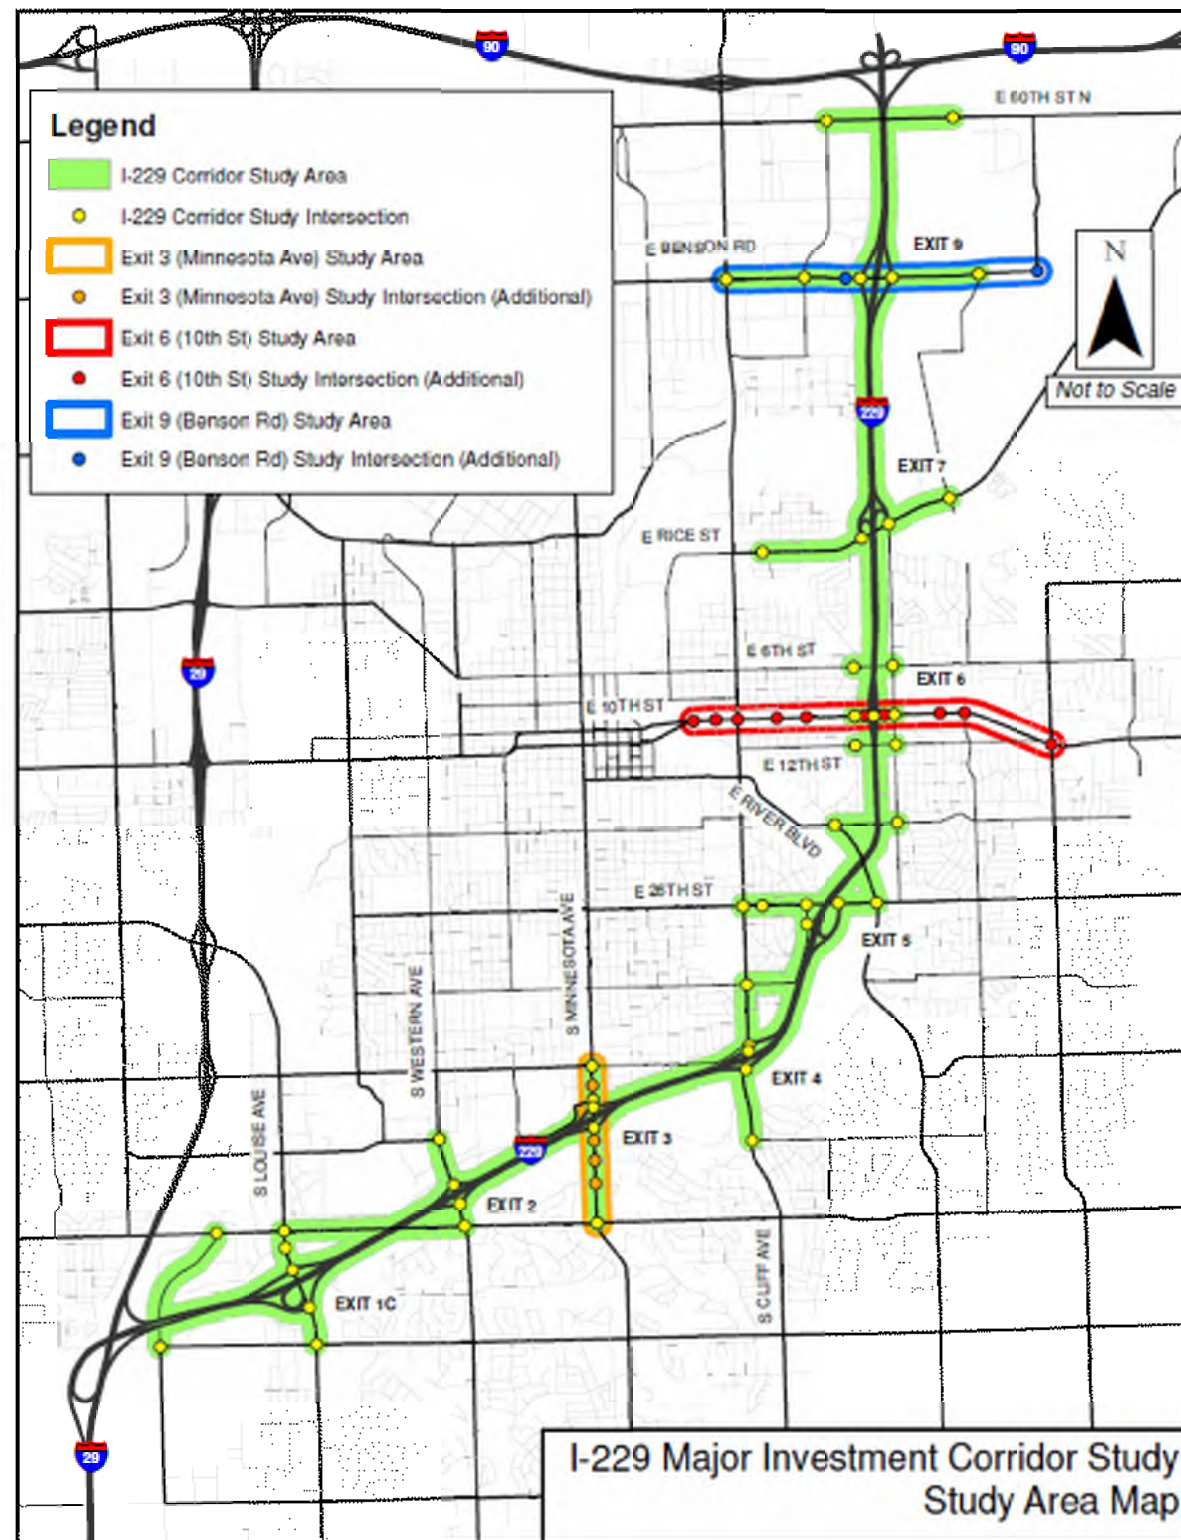 90
90
E 60TH ST N
Legend
I-229 Corridor Study Area
I-229 Corridor Study Intersection
Exit 3 (Minnesota Ave) Study Area
Exit 3 (Minnesota Ave) Study Intersection (Additional)
Exit 6 (10th St) Study Area
Exit 6 (10th St) Study Intersection (Additional)
Exit 9 (Benson Rd) Study Area
Exit 9 (Benson Rd) Study Intersection (Additional)
E BENSON RD
EXIT 9
N
Not to Scale
229
EXIT 7
E RICE ST
E 6TH ST
29
EXIT 6
E 10TH ST
E 12TH ST
E RIVER BLVD
E 26TH ST
S MINNESOTA AVE
EXIT 5
S WESTERN AVE
EXIT 4
S LOUISE AVE
EXIT 3
229
EXIT 2
S CLIFF AVE
EXIT 1C
29
I-229 Major Investment Corridor Study
Study Area Map